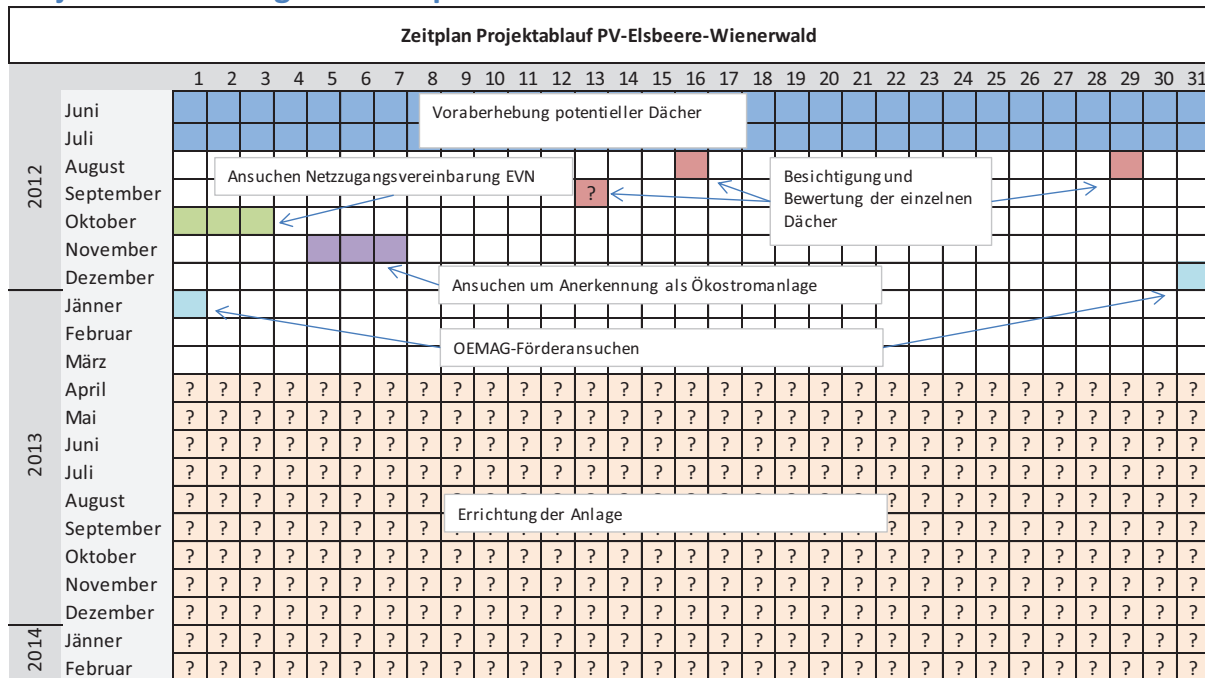 Zeitplan Projektablauf PV-Elsbeere-Wienerwald
1 2 3 4 5 6 7 8 9 10 11 12 13 14 15 16 17 18 19 20 21 22 23 24 25 26 27 28 29 30 31
2012
Juni
Voraberhebung potentieller Dächer
Juli
August
Ansuchen Netzzugangsvereinbarung EVN
Besichtigung und
Bewertung der einzelnen
Dächer
September ?
Oktober
November
Dezember
Ansuchen um Anerkennung als Ökostromanlage
2013
Jänner
Februar
OEMAG-Förderansuchen
März
April ? ? ? ? ? ? ? ? ? ? ? ? ? ? ? ? ? ? ? ? ? ? ? ? ? ? ? ? ? ? ?
Mai ? ? ? ? ? ? ? ? ? ? ? ? ? ? ? ? ? ? ? ? ? ? ? ? ? ? ? ? ? ? ?
Juni ? ? ? ? ? ? ? ? ? ? ? ? ? ? ? ? ? ? ? ? ? ? ? ? ? ? ? ? ? ? ?
Juli ? ? ? ? ? ? ? ? ? ? ? ? ? ? ? ? ? ? ? ? ? ? ? ? ? ? ? ? ? ? ?
August ? ? ? ? ? ? ? ? ? ? ? ? ? ? ? ? ? ? ? ? ? ? ? ? ? ? ? ? ? ? ?
Errichtung der Anlage
September ? ? ? ? ? ? ? ? ? ? ? ? ? ? ? ? ? ?
Oktober ? ? ? ? ? ? ? ? ? ? ? ? ? ? ? ? ? ? ? ? ? ? ? ? ? ? ? ? ? ? ?
November ? ? ? ? ? ? ? ? ? ? ? ? ? ? ? ? ? ? ? ? ? ? ? ? ? ? ? ? ? ? ?
Dezember ? ? ? ? ? ? ? ? ? ? ? ? ? ? ? ? ? ? ? ? ? ? ? ? ? ? ? ? ? ? ?
2014
Jänner ? ? ? ? ? ? ? ? ? ? ? ? ? ? ? ? ? ? ? ? ? ? ? ? ? ? ? ? ? ? ?
Februar ? ? ? ? ? ? ? ? ? ? ? ? ? ? ? ? ? ? ? ? ? ? ? ? ? ? ? ? ? ? ?